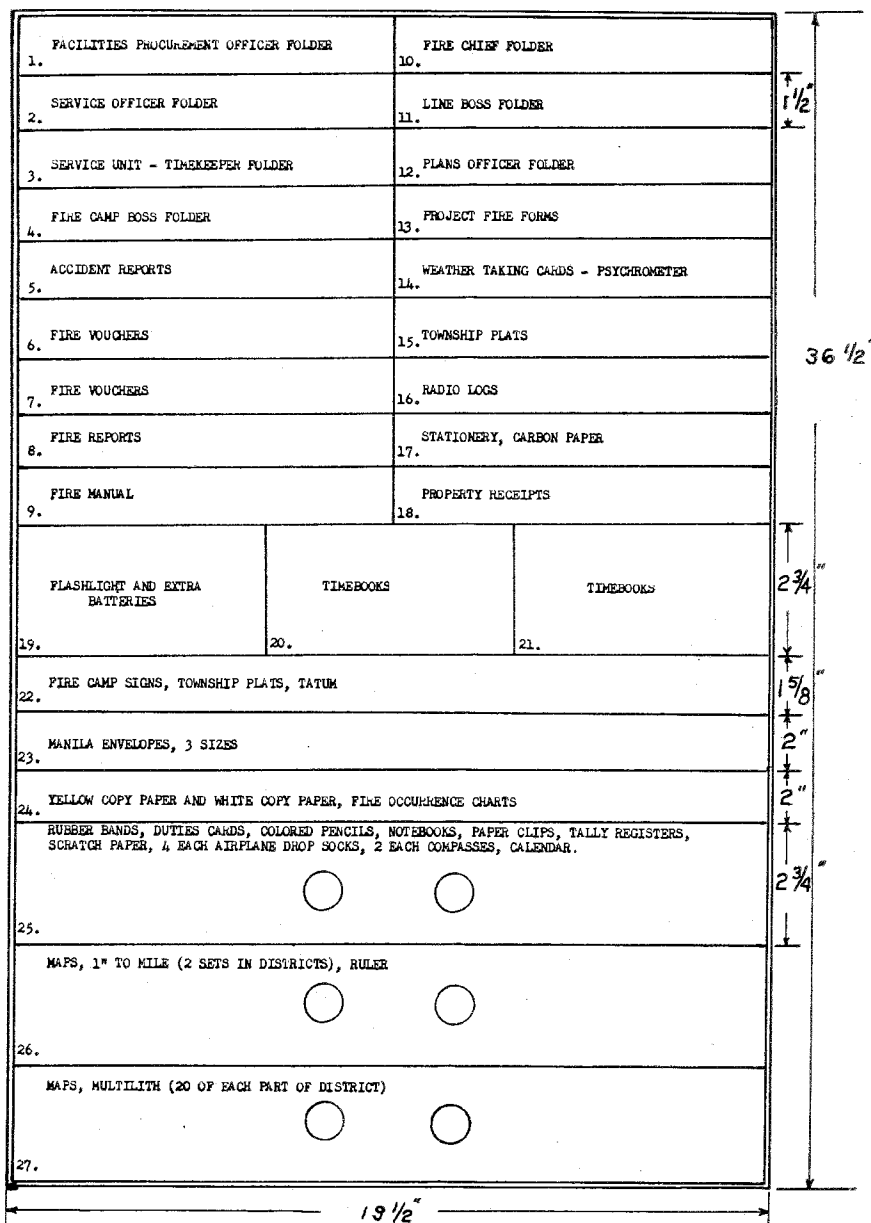 FACILITIES PROCUREMENT OFFICER FOLDER
1.
SERVICE OFFICER FOLDER
2.
SERVICE UNIT - TIMEKEEPER FOLDER
3.
FIRE CAMP BOSS FOLDER
4.
ACCIDENT REPORTS
5.
FIRE VOUCHERS
6.
FIRE VOUCHERS
7.
FIRE REPORTS
8.
FIRE MANUAL
9.
FIRE CHIEF FOLDER
10.
LINE BOSS FOLDER
11.
PLANS OFFICER FOLDER
12.
PROJECT FIRE FORMS
13.
WEATHER TAKING CARDS - PSYCHROMETER
14.
TOWNSHIP PLATS
15.
RADIO LOGS
16.
STATIONERY, CARBON PAPER
17.
PROPERTY RECEIPTS
18.
FLASHLIGHT AND EXTRA
BATTERIES
19.
TIMEBOOKS
20.
TIMEBOOKS
21.
FIRE CAMP SIGNS, TOWNSHIP PLATS, TATUM
22.
MANILA ENVELOPES, 3 SIZES
23.
YELLOW COPY PAPER AND WHITE COPY PAPER, FIRE OCCURRENCE CHARTS
24.
RUBBER BANDS, DUTIES CARDS, COLORED PENCILS, NOTEBOOKS, PAPER CLIPS, TALLY REGISTERS,
SCRATCH PAPER, 4 EACH AIRPLANE DROP SOCKS, 2 EACH COMPASSES, CALENDAR.
25.
MAPS, 1" TO MILE (2 SETS IN DISTRICTS), RULER
26.
MAPS, MULTILITH (20 OF EACH PART OF DISTRICT)
27.
1 1/2"
36 1/2"
2 3/4"
1 5/8"
2"
2"
2 3/4"
19 1/2"